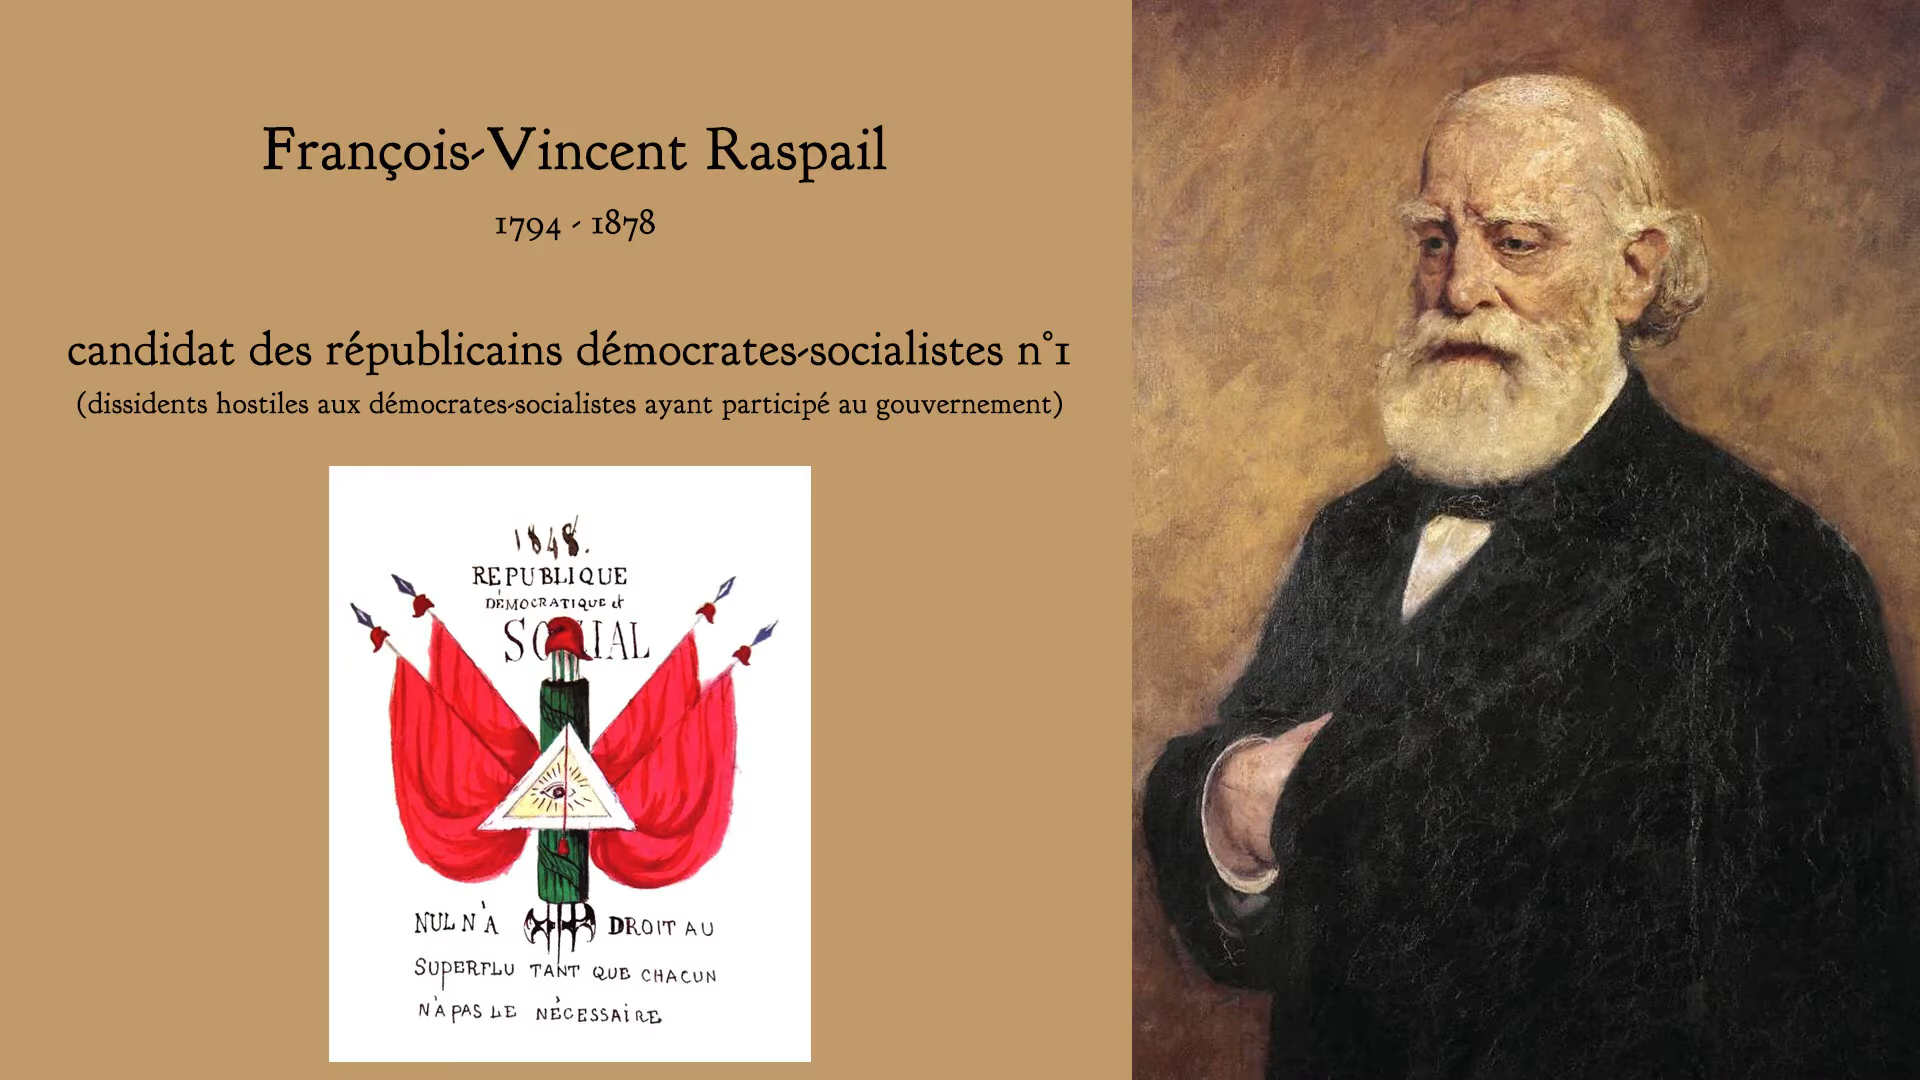 François-Vincent Raspail
1794 - 1878
candidat des républicains démocrates-socialistes n°1
(dissidents hostiles aux démocrates-socialistes ayant participé au gouvernement)
1848.
REPUBLIQUE
DÉMOCRATIQUE et
SOCIAL
NUL N'A DROIT AU
SUPERFLU TANT QUE CHACUN
N'A PAS LE NÉCESSAIRE